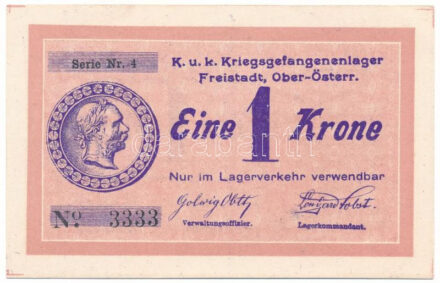 Serie Nr. 4
K. u. k. Kriegsgefangenenlager
Freistadt, Ober-Österr.
Eine 1 Krone
Nur im Lagerverkehr verwendbar
No. 3333
Verwaltungsoffizier.
Lagerkommandant.